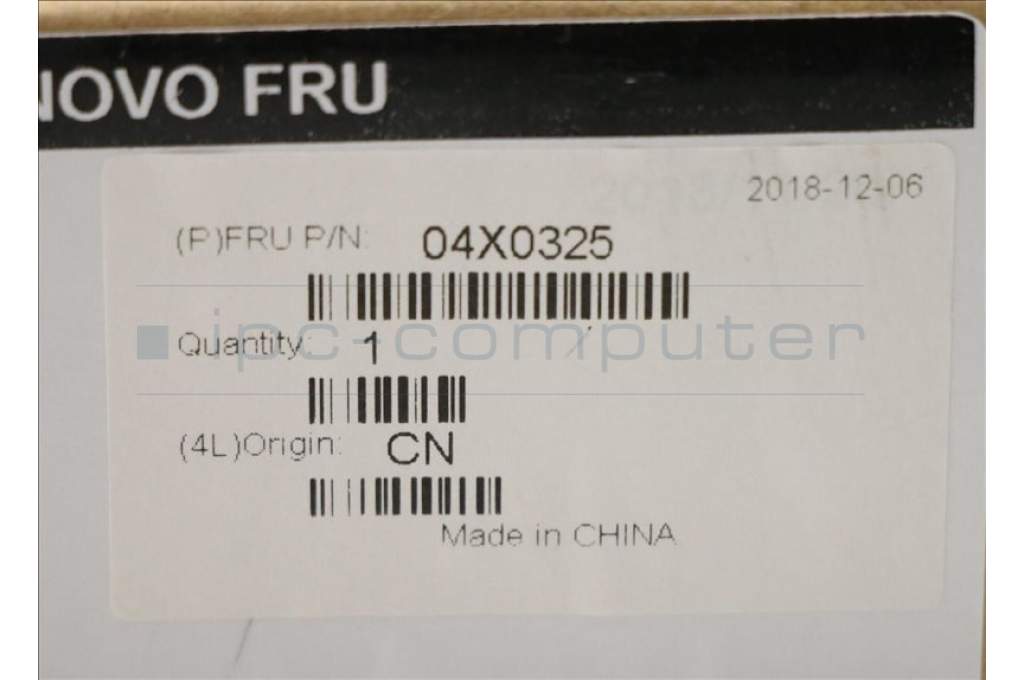 NOVO FRU
2018-12-06
(P)FRU P/N: 04X0325
ipc-computer
Quantity: 1
(4L)Origin: CN
Made in CHINA